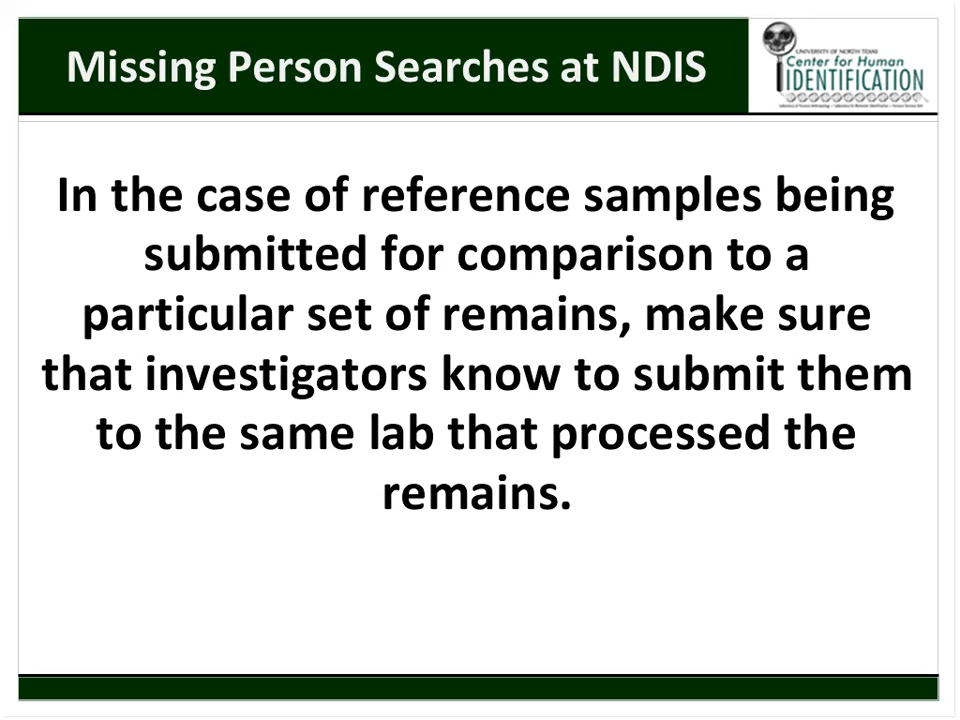 Missing Person Searches at NDIS
UNIVERSITY OF NORTH TEXAS
Center for Human
IDENTIFICATION
In the case of reference samples being
submitted for comparison to a
particular set of remains, make sure
that investigators know to submit them
to the same lab that processed the
remains.